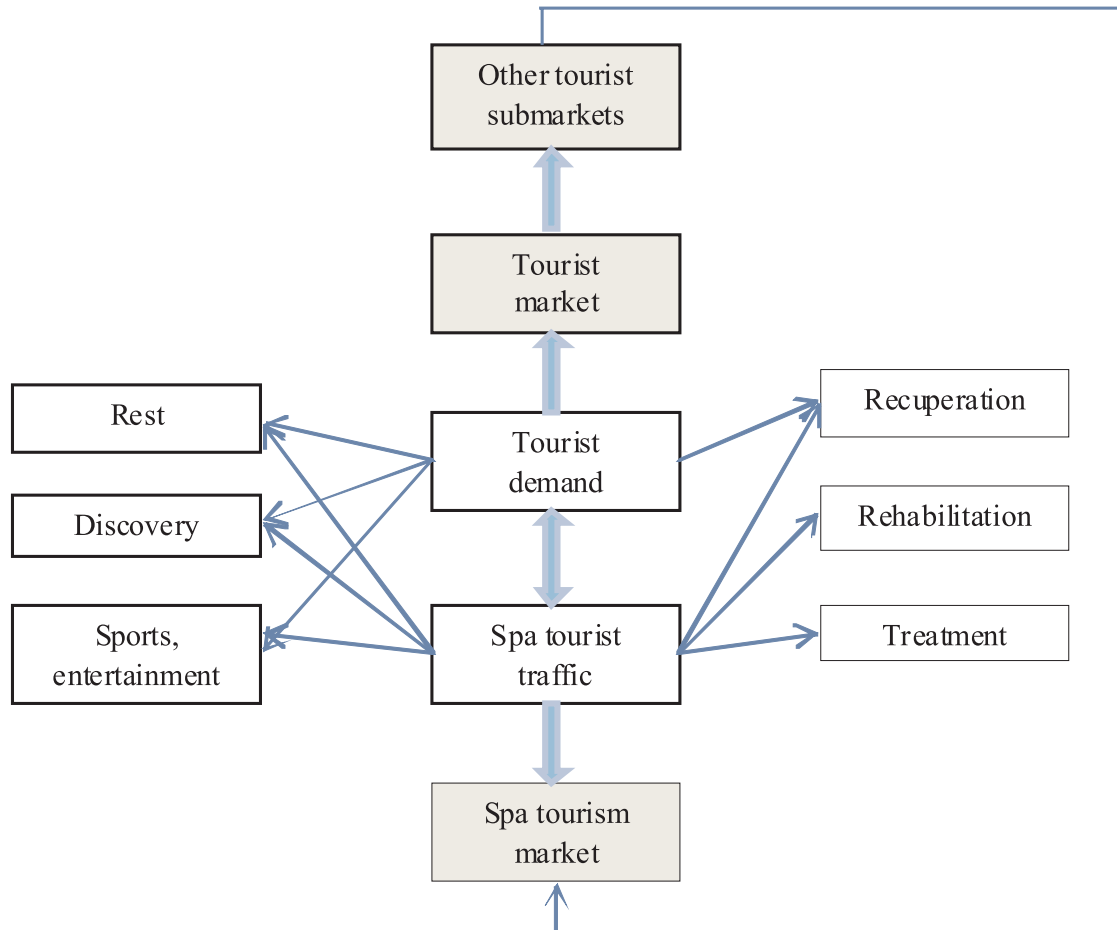 Other tourist
submarkets
Tourist
market
Rest
Recuperation
Tourist
demand
Discovery
Rehabilitation
Sports,
entertainment
Spa tourist
traffic
Treatment
Spa tourism
market